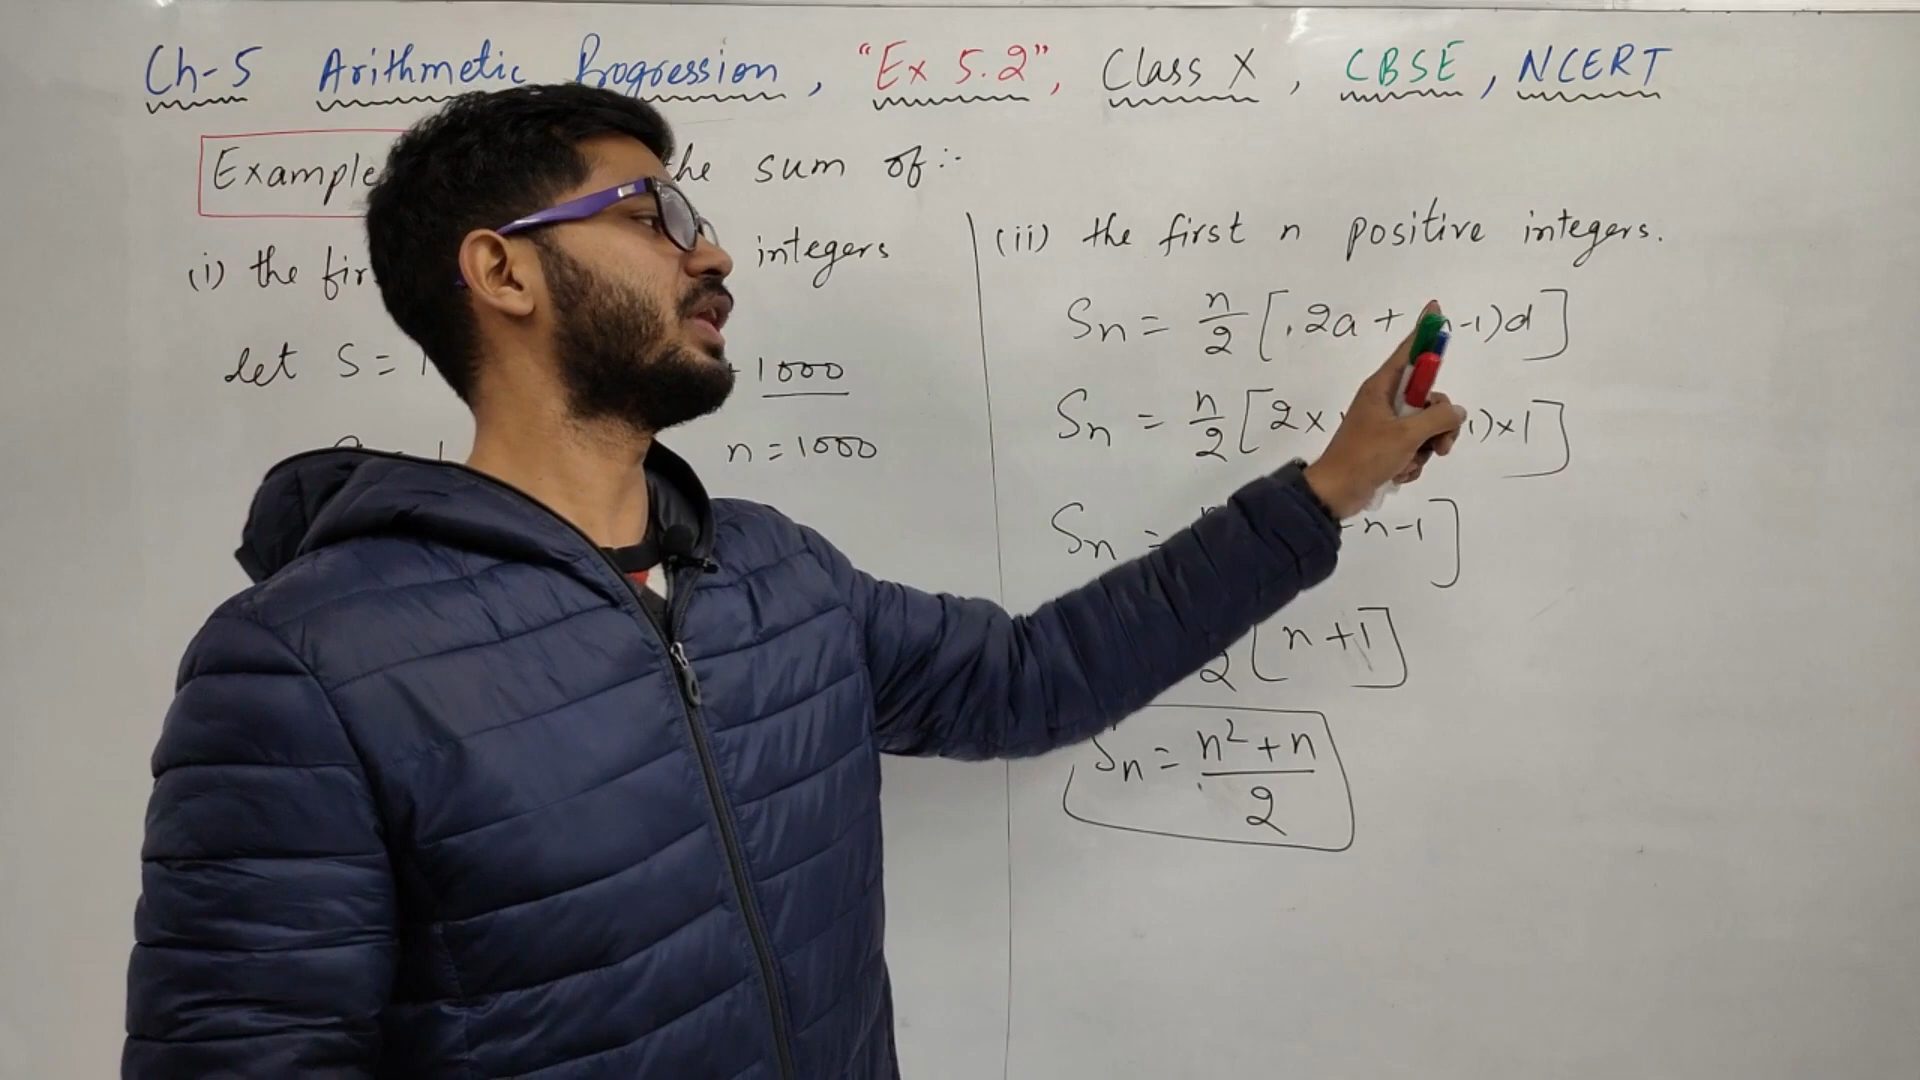 Ch-5 Arithmetic Progression, "Ex 5.2", Class X, CBSE, NCERT
Example the sum of :-
(i) the integers
let S = 1 1000
n = 1000
(ii) the first n positive integers.
Sn = n/2 [2a + n-1)d]
Sn = n/2 [2× 1)×1]
Sn = n-1]
2 [n+1]
Sn = n²+n/2